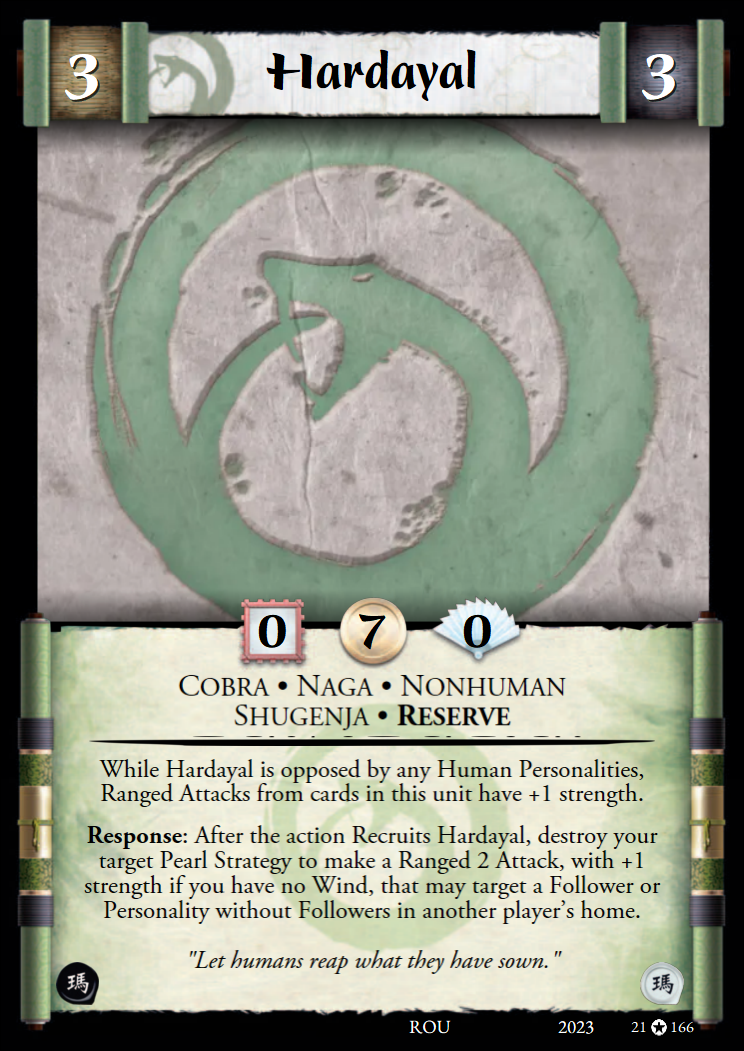 3 Hardayal 3
0 7 0
COBRA • NAGA • NONHUMAN
SHUGENJA • RESERVE
While Hardayal is opposed by any Human Personalities,
Ranged Attacks from cards in this unit have +1 strength.
Response: After the action Recruits Hardayal, destroy your
target Pearl Strategy to make a Ranged 2 Attack, with +1
strength if you have no Wind, that may target a Follower or
Personality without Followers in another player's home.
"Let humans reap what they have sown."
瑪 瑪
ROU 2023 21 ✪ 166